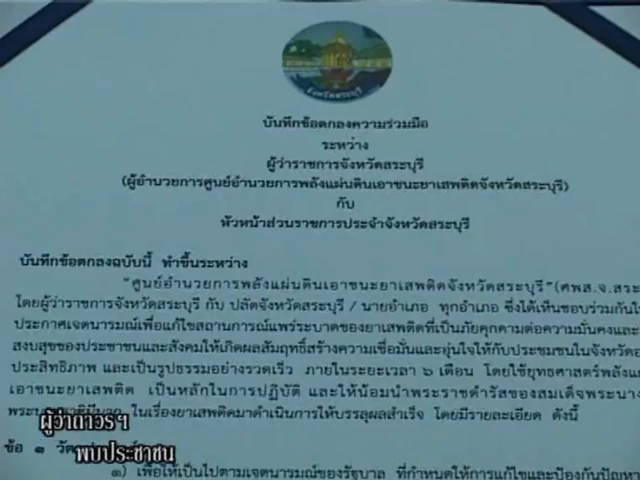 จังหวัดสระบุรี
บันทึกข้อตกลงความร่วมมือ
ระหว่าง
ผู้ว่าราชการจังหวัดสระบุรี
(ผู้อำนวยการศูนย์อำนวยการพลังแผ่นดินเอาชนะยาเสพติดจังหวัดสระบุรี)
กับ
หัวหน้าส่วนราชการประจำจังหวัดสระบุรี
บันทึกข้อตกลงฉบับนี้ ทำขึ้นระหว่าง
"ศูนย์อำนวยการพลังแผ่นดินเอาชนะยาเสพติดจังหวัดสระบุรี"(ศพส.จ.สระ
โดยผู้ว่าราชการจังหวัดสระบุรี กับ ปลัดจังหวัดสระบุรี / นายอำเภอ ทุกอำเภอ ซึ่งได้เห็นชอบร่วมกันใ
ประกาศเจตนารมณ์เพื่อแก้ไขสถานการณ์แพร่ระบาดของยาเสพติดที่เป็นภัยคุกคามต่อความมั่นคงและ
สงบสุขของประชาชนและสังคมให้เกิดผลสัมฤทธิ์สร้างความเชื่อมั่นและอุ่นใจให้กับประชมชนในจังหวัดอ
ประสิทธิภาพ และเป็นรูปธรรมอย่างรวดเร็ว ภายในระยะเวลา ๖ เดือน โดยใช้ยุทธศาสตร์พลังแ
เอาชนะยาเสพติด เป็นหลักในการปฏิบัติ และให้น้อมนำพระราชดำรัสของสมเด็จพระนาง
ในเรื่องยาเสพติดมาดำเนินการให้บรรลุผลสำเร็จ โดยมีรายละเอียด ดังนี้
ผู้ว่าถาวรฯ
พบประชาชน
ข้อ ๑
๑) เพื่อให้เป็นไปตามเจตนารมณ์ของรัฐบาล ที่กำหนดให้การแก้ไขและป้องกันปัญหา